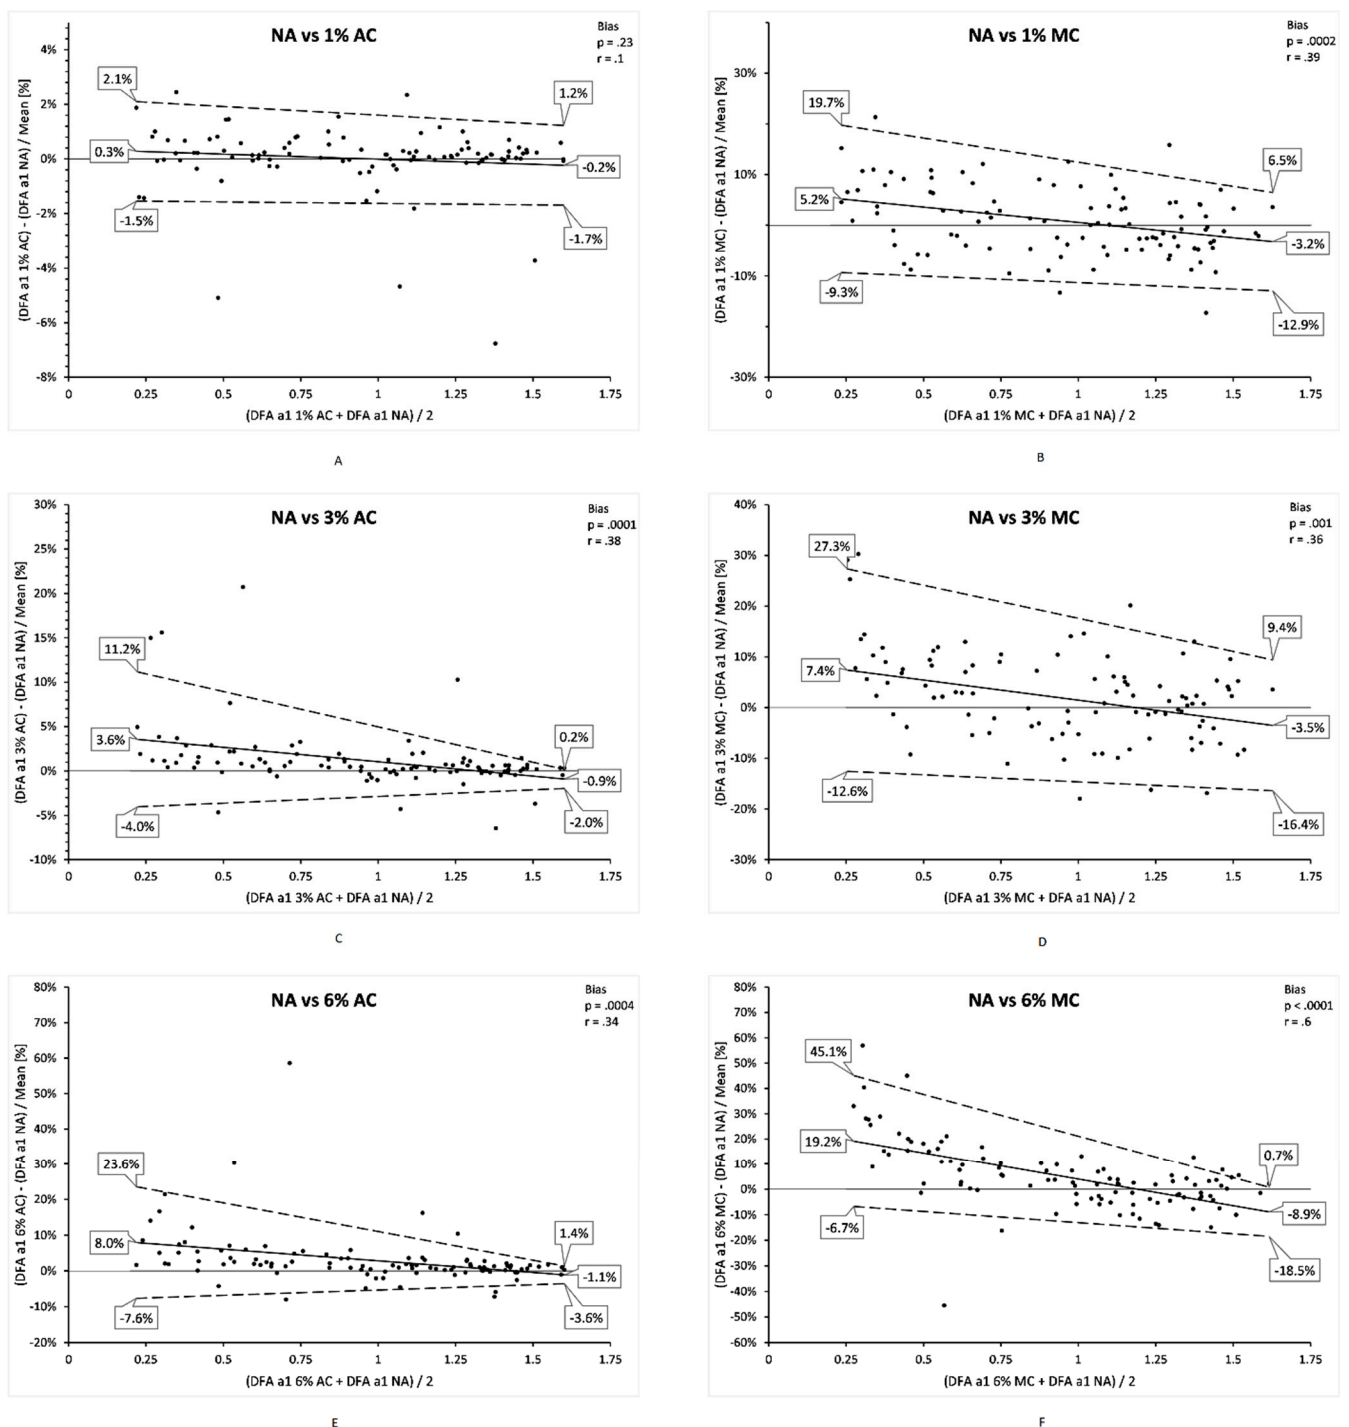 NA vs 1% AC
Bias
p = .23
r = .1
(DFA a1 1% AC) - (DFA a1 NA) / Mean [%]
4%
2%
0%
-2%
-4%
-6%
-8%
2.1%
1.2%
0.3%
-0.2%
-1.5%
-1.7%
0 0.25 0.5 0.75 1 1.25 1.5 1.75
(DFA a1 1% AC + DFA a1 NA) / 2
A
NA vs 1% MC
Bias
p = .0002
r = .39
(DFA a1 1% MC) - (DFA a1 NA) / Mean [%]
30%
10%
-10%
-30%
19.7%
6.5%
5.2%
-3.2%
-9.3%
-12.9%
0 0.25 0.5 0.75 1 1.25 1.5 1.75
(DFA a1 1% MC + DFA a1 NA) / 2
B
NA vs 3% AC
Bias
p = .0001
r = .38
(DFA a1 3% AC) - (DFA a1 NA) / Mean [%]
30%
25%
20%
15%
10%
5%
0%
-5%
-10%
11.2%
0.2%
3.6%
-0.9%
-4.0%
-2.0%
0 0.25 0.5 0.75 1 1.25 1.5 1.75
(DFA a1 3% AC + DFA a1 NA) / 2
C
NA vs 3% MC
Bias
p = .001
r = .36
(DFA a1 3% MC) - (DFA a1 NA) / Mean [%]
40%
30%
20%
10%
0%
-10%
-20%
-30%
27.3%
9.4%
7.4%
-3.5%
-12.6%
-16.4%
0 0.25 0.5 0.75 1 1.25 1.5 1.75
(DFA a1 3% MC + DFA a1 NA) / 2
D
NA vs 6% AC
Bias
p = .0004
r = .34
(DFA a1 6% AC) - (DFA a1 NA) / Mean [%]
80%
70%
60%
50%
40%
30%
20%
10%
0%
-10%
-20%
23.6%
1.4%
8.0%
-1.1%
-7.6%
-3.6%
0 0.25 0.5 0.75 1 1.25 1.5 1.75
(DFA a1 6% AC + DFA a1 NA) / 2
E
NA vs 6% MC
Bias
p < .0001
r = .6
(DFA a1 6% MC) - (DFA a1 NA) / Mean [%]
80%
70%
60%
50%
40%
30%
20%
10%
0%
-10%
-20%
-30%
-40%
-50%
-60%
45.1%
0.7%
19.2%
-8.9%
-6.7%
-18.5%
0 0.25 0.5 0.75 1 1.25 1.5 1.75
(DFA a1 6% MC + DFA a1 NA) / 2
F